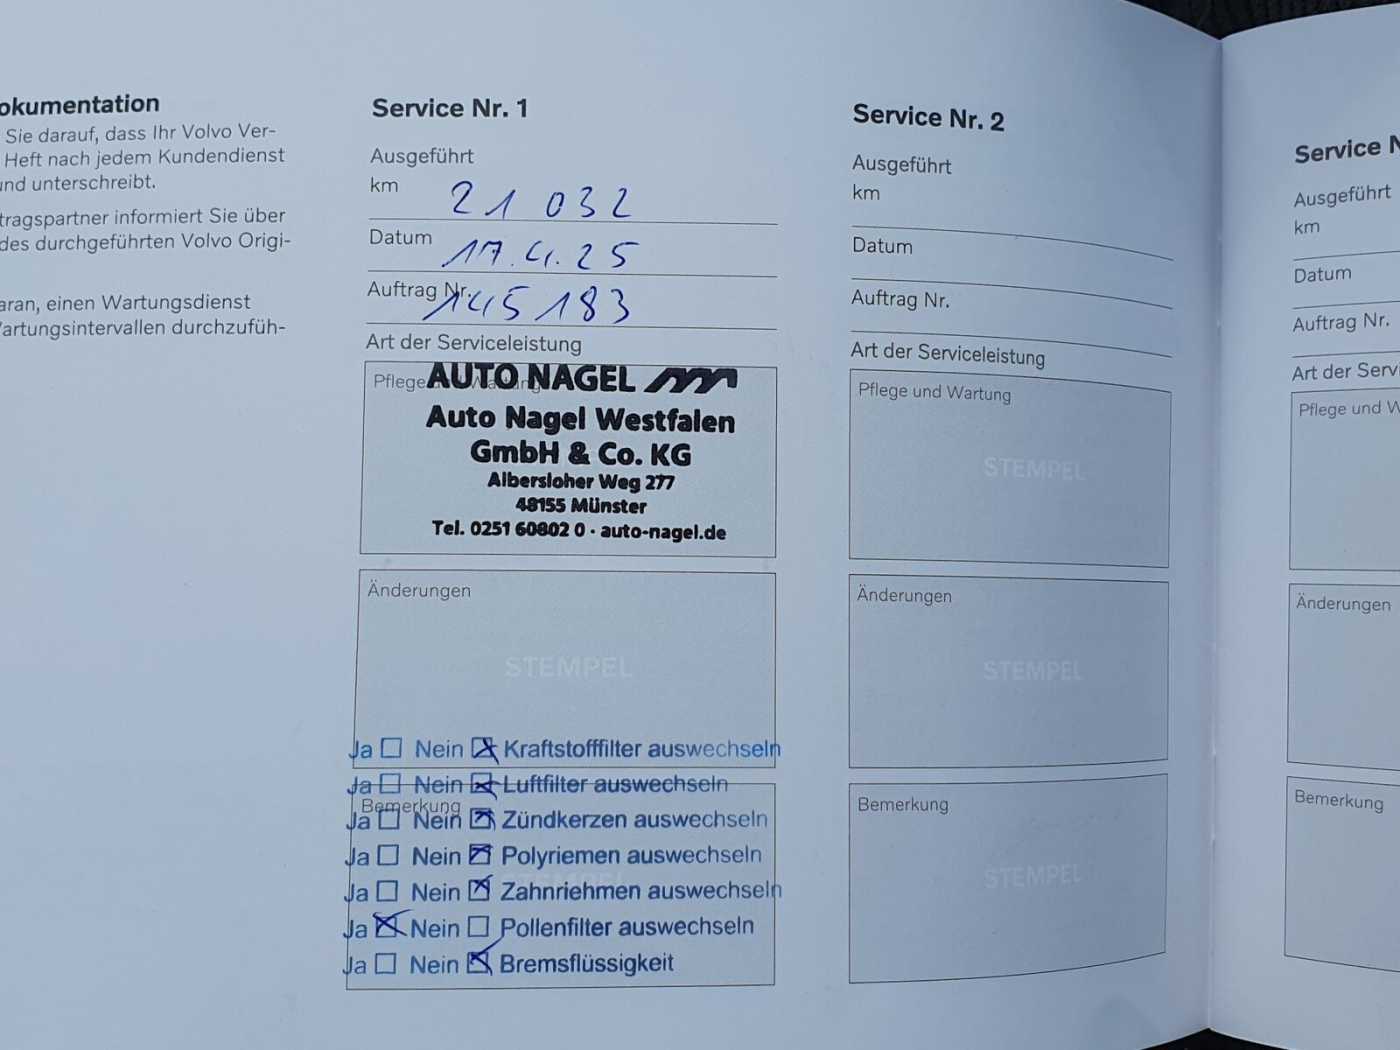 okumentation
Sie darauf, dass Ihr Volvo Ver-
Heft nach jedem Kundendienst
und unterschreibt.
tragspartner informiert Sie über
des durchgeführten Volvo Origi-
aran, einen Wartungsdienst
Wartungsintervallen durchzufüh-
Service Nr. 1
Ausgeführt
km 21 032
Datum 17.4.25
Auftrag Nr. 145183
Art der Serviceleistung
Pflege und Wartung
AUTO NAGEL
Auto Nagel Westfalen
GmbH & Co. KG
Albersloher Weg 277
48155 Münster
Tel. 0251 60802 0 · auto-nagel.de
Änderungen
STEMPEL
Ja Nein Kraftstofffilter auswechseln
Ja Nein Luftfilter auswechseln
Bemerkung
Ja Nein Zündkerzen auswechseln
Ja Nein Polyriemen auswechseln
Ja Nein Zahnriehmen auswechseln
Ja Nein Pollenfilter auswechseln
Ja Nein Bremsflüssigkeit
Service Nr. 2
Ausgeführt
km
Datum
Auftrag Nr.
Art der Serviceleistung
Pflege und Wartung
STEMPEL
Änderungen
STEMPEL
Bemerkung
STEMPEL
Service N
Ausgeführt
km
Datum
Auftrag Nr.
Art der Servi
Pflege und W
Änderungen
Bemerkung